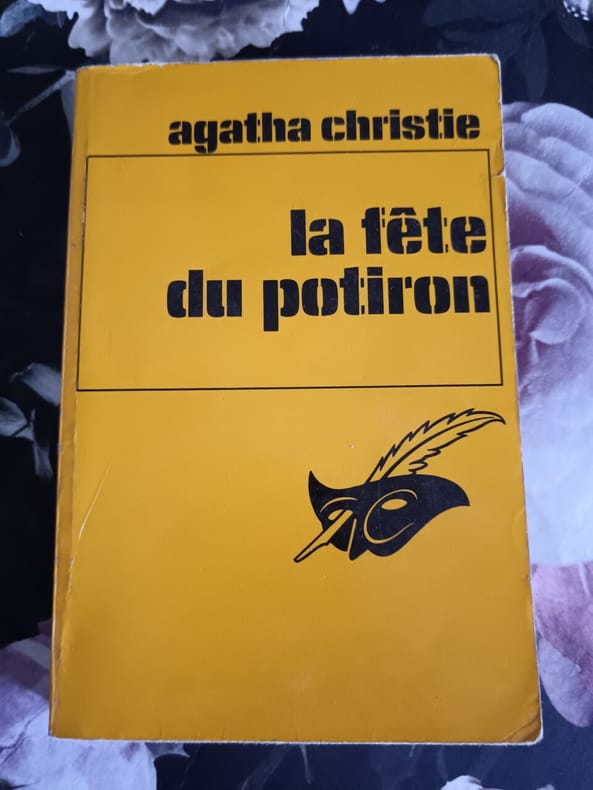 agatha christie
la fête
du potiron